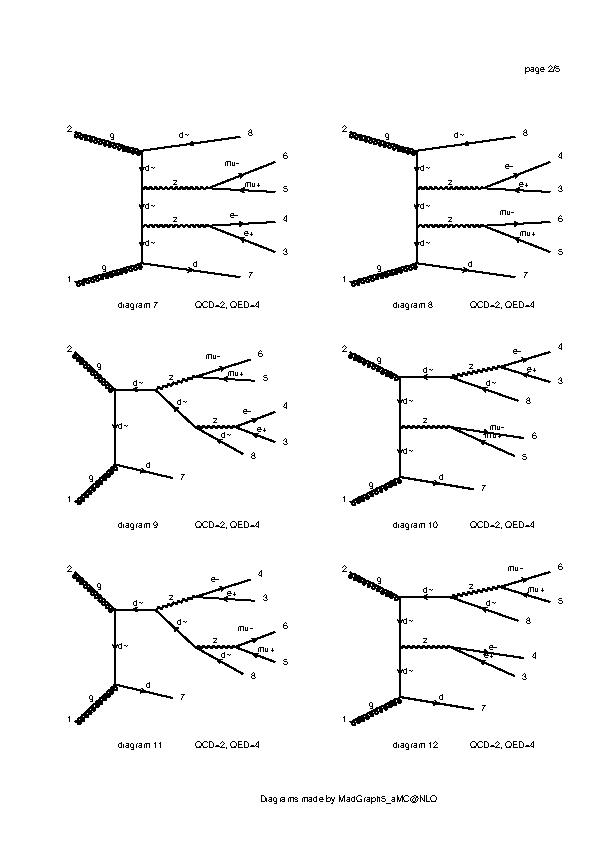 page 2/5
2 g d~ 8
mu- 6
d~ z mu+ 5
d~ z e- 4
d~ e+ 3
1 g d 7
diagram 7 QCD=2, QED=4
2 g d~ 8
e- 4
d~ z e+ 3
d~ z mu- 6
d~ mu+ 5
1 g d 7
diagram 8 QCD=2, QED=4
2 g d~ z mu- 6
mu+ 5
d~ d~ z e- 4
e+ 3
d~ 8
1 g d 7
diagram 9 QCD=2, QED=4
2 g d~ z e- 4
e+ 3
d~ 8
d~ z mu- 6
mu+ 5
d~
1 g d 7
diagram 10 QCD=2, QED=4
2 g d~ z e- 4
e+ 3
d~ d~ z mu- 6
mu+ 5
d~ 8
1 g d 7
diagram 11 QCD=2, QED=4
2 g d~ z mu- 6
mu+ 5
d~ 8
d~ z e- 4
e+ 3
d~
1 g d 7
diagram 12 QCD=2, QED=4
Diagrams made by MadGraph5_aMC@NLO